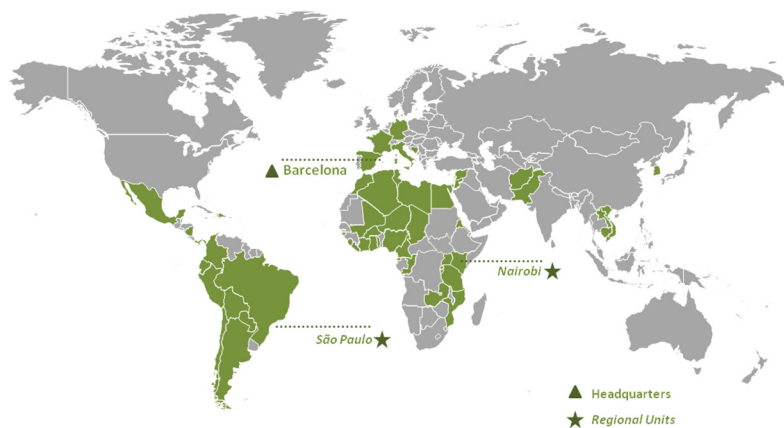 Barcelona
Nairobi
São Paulo
Headquarters
Regional Units